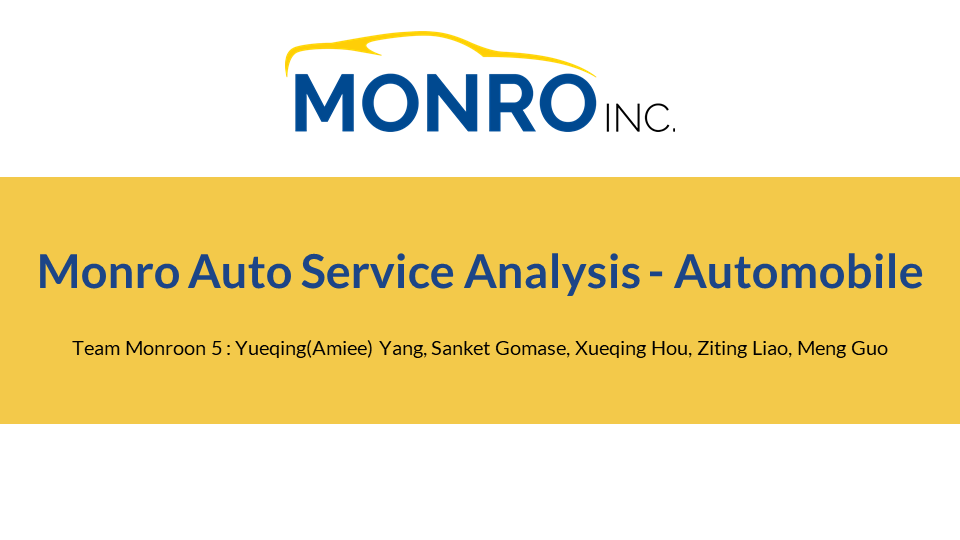 MONRO INC.
Monro Auto Service Analysis - Automobile
Team Monroon 5 : Yueqing(Amiee) Yang, Sanket Gomase, Xueqing Hou, Ziting Liao, Meng Guo